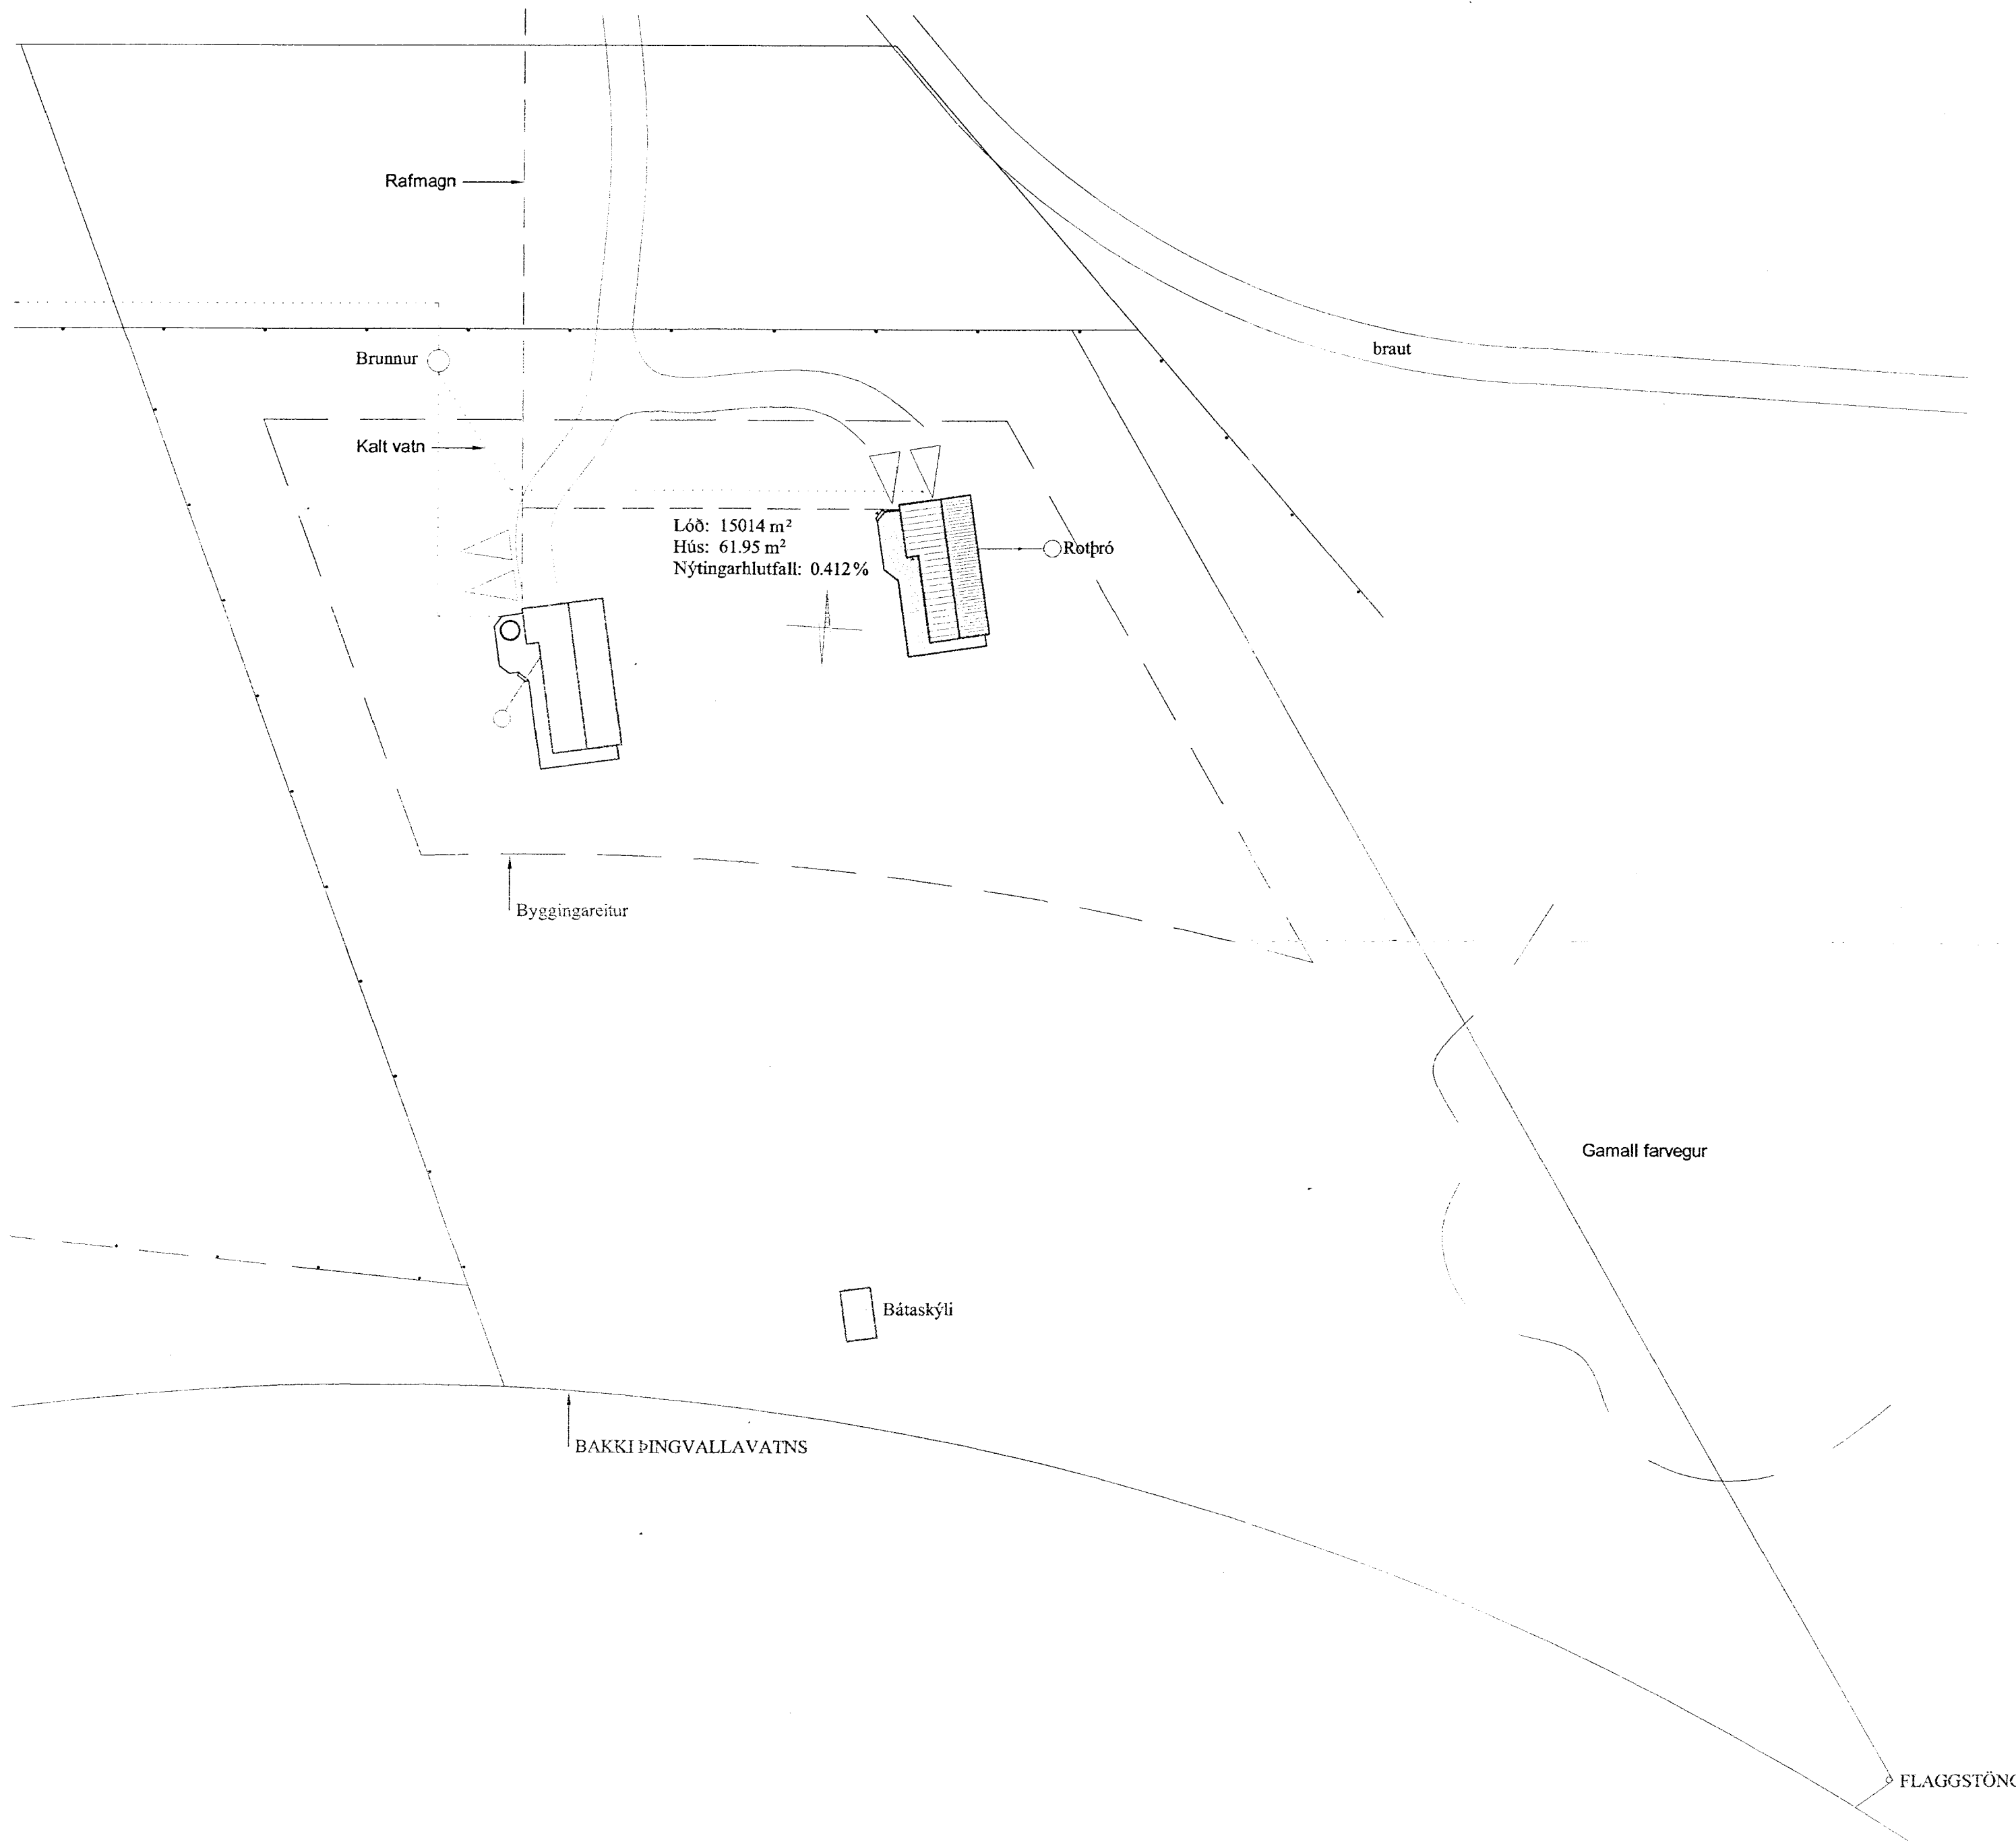 Rafmagn
braut
Brunnur
Kalt vatn
Lóð: 15014 m²
Hús: 61.95 m²
Nýtingarhlutfall: 0.412%
Rotþró
Byggingareitur
Gamall farvegur
Bátaskýli
BAKKI ÞINGVALLAVATNS
FLAGGSTÖNG